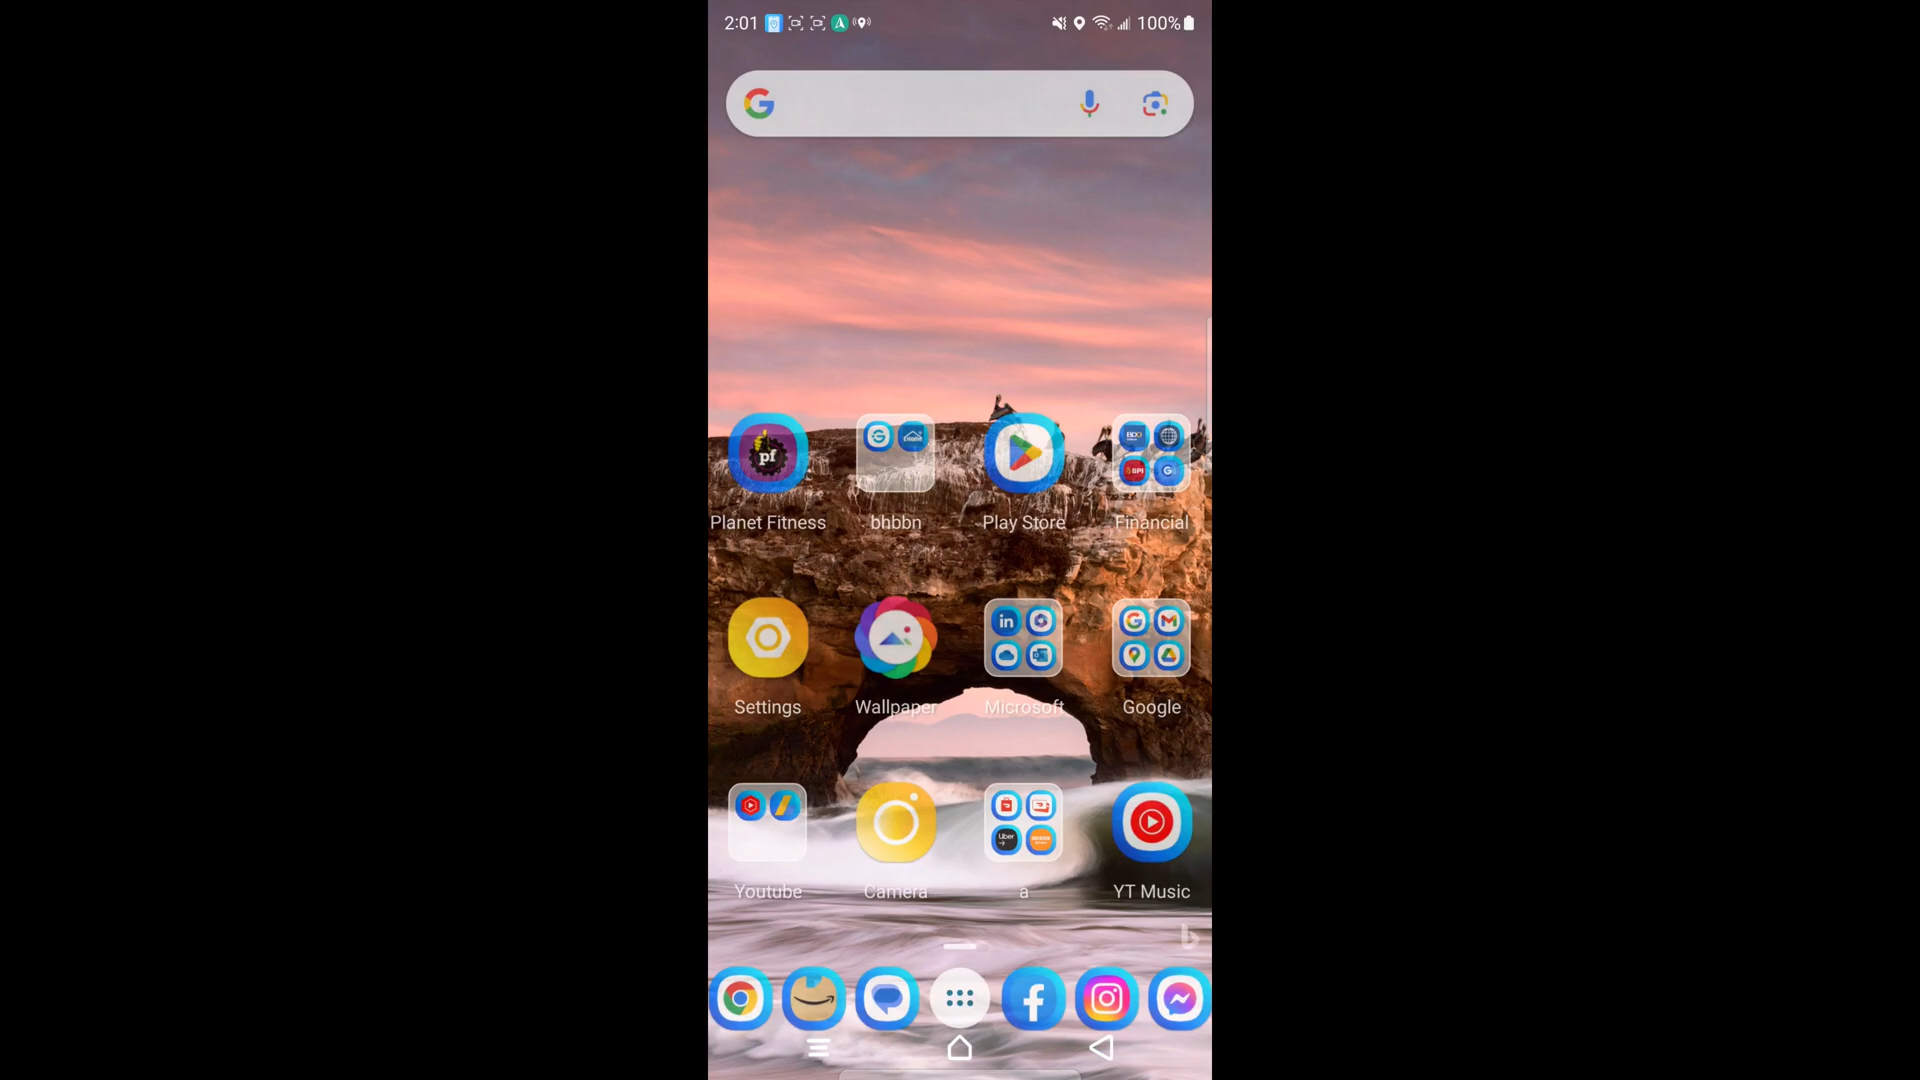 2:01 100%
Planet Fitness bhbbn Play Store Financial
Settings Wallpaper Microsoft Google
Youtube Camera a YT Music